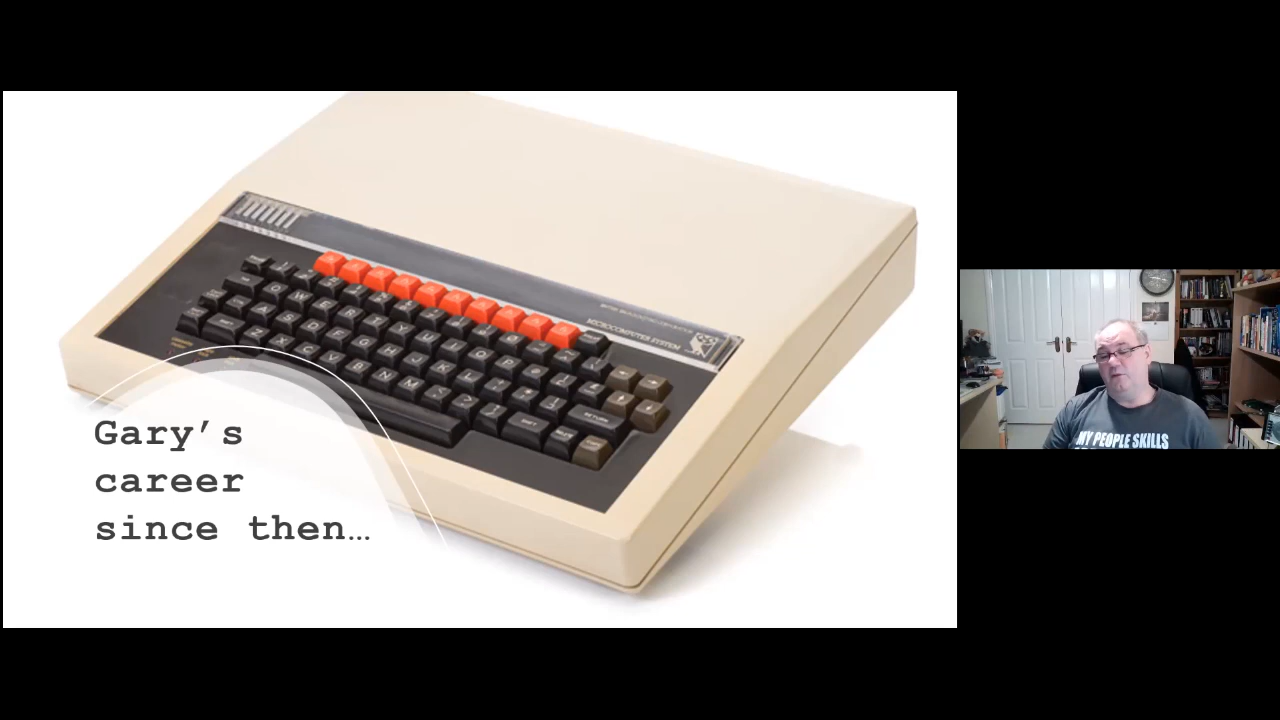 Gary's
career
since then…
MICROCOMPUTER SYSTEM
MY PEOPLE SKILLS